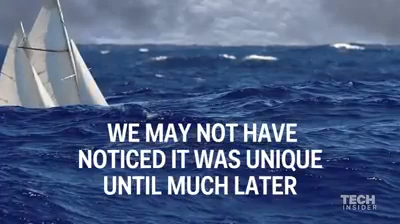 WE MAY NOT HAVE
NOTICED IT WAS UNIQUE
UNTIL MUCH LATER
TECH
INSIDER